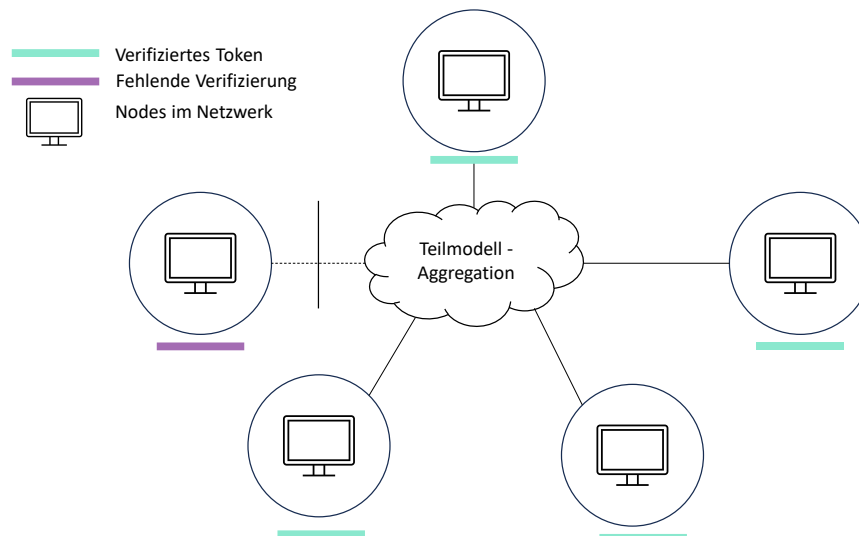 Verifiziertes Token
Fehlende Verifizierung
Nodes im Netzwerk
Teilmodell -
Aggregation